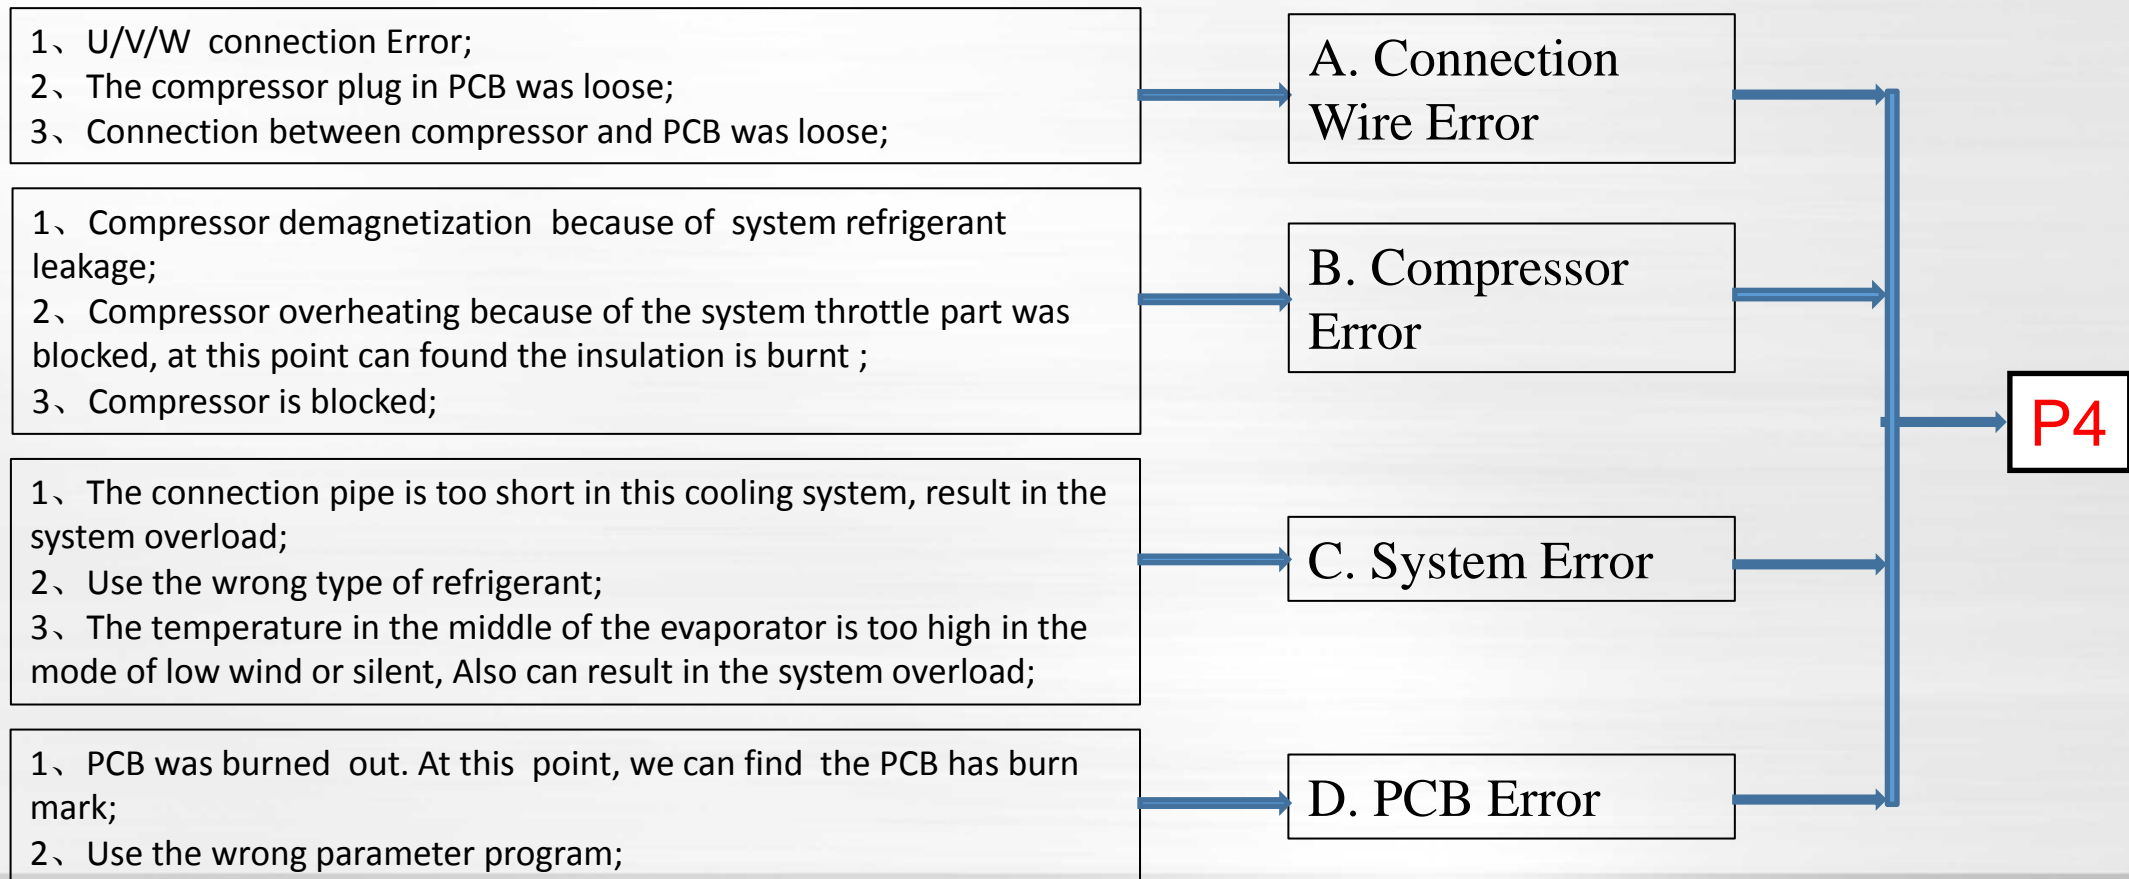 1、U/V/W connection Error;
2、The compressor plug in PCB was loose;
3、Connection between compressor and PCB was loose;
A. Connection
Wire Error
1、Compressor demagnetization because of system refrigerant
leakage;
2、Compressor overheating because of the system throttle part was
blocked, at this point can found the insulation is burnt ;
3、Compressor is blocked;
B. Compressor
Error
P4
1、The connection pipe is too short in this cooling system, result in the
system overload;
2、Use the wrong type of refrigerant;
3、The temperature in the middle of the evaporator is too high in the
mode of low wind or silent, Also can result in the system overload;
C. System Error
1、PCB was burned out. At this point, we can find the PCB has burn
mark;
2、Use the wrong parameter program;
D. PCB Error